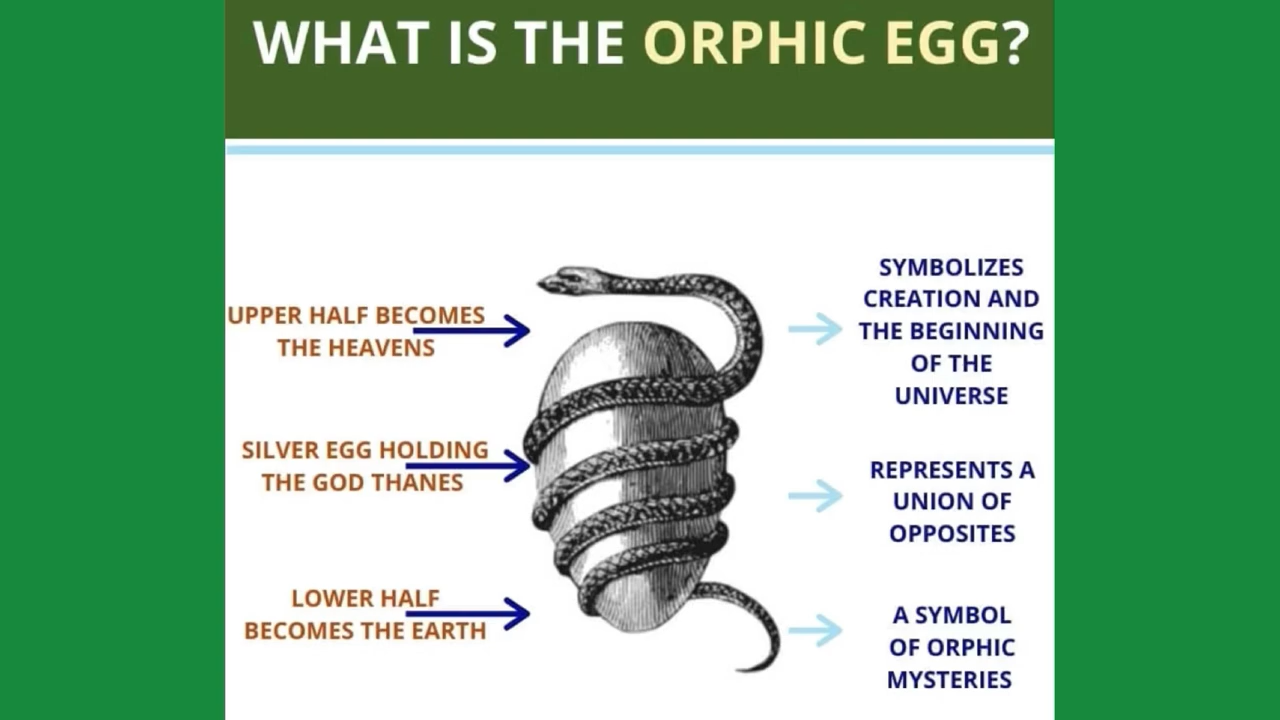 WHAT IS THE ORPHIC EGG?
UPPER HALF BECOMES
THE HEAVENS
SILVER EGG HOLDING
THE GOD THANES
LOWER HALF
BECOMES THE EARTH
SYMBOLIZES
CREATION AND
THE BEGINNING
OF THE
UNIVERSE
REPRESENTS A
UNION OF
OPPOSITES
A SYMBOL
OF ORPHIC
MYSTERIES